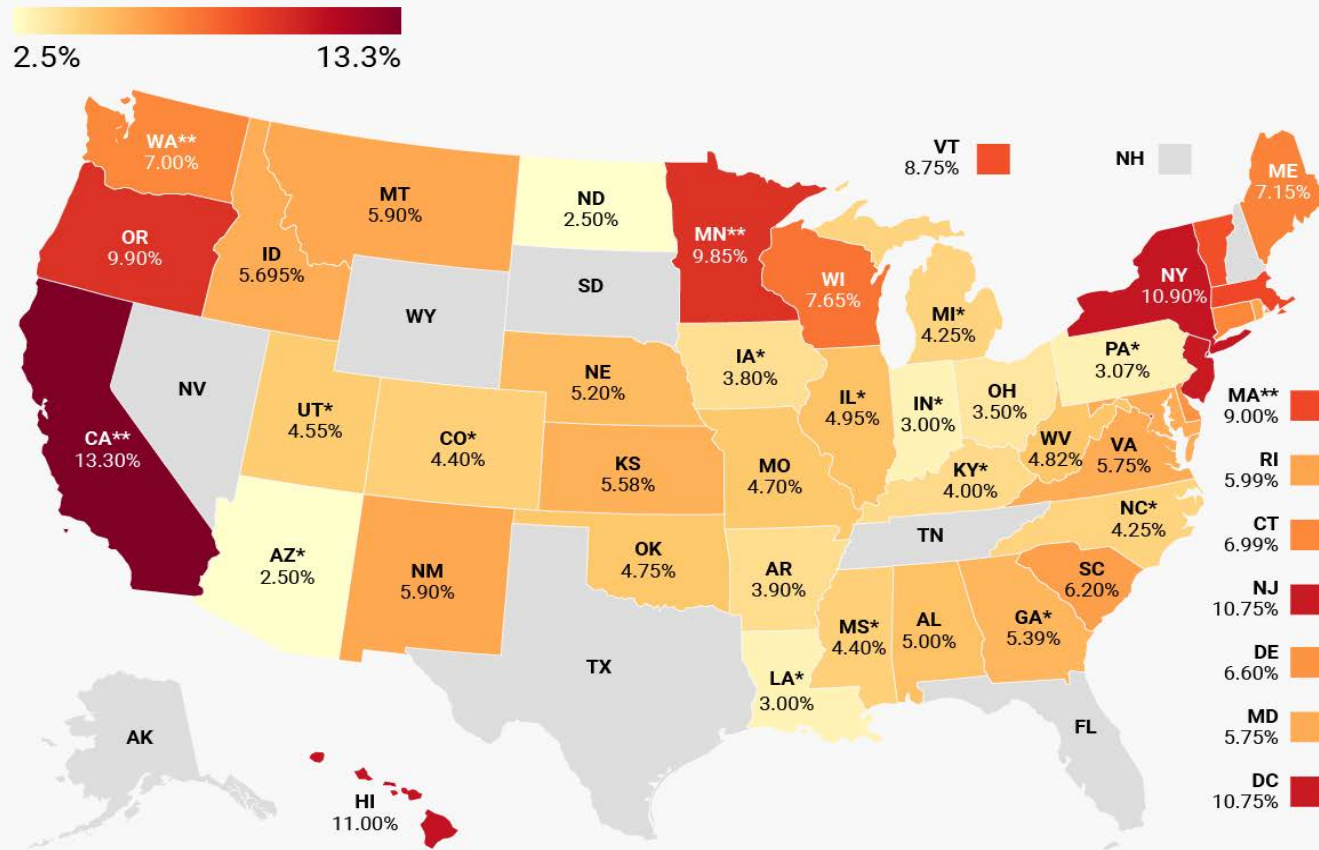 2.5%
13.3%
WA**
7.00%
OR
9.90%
CA**
13.30%
ID
5.695%
MT
5.90%
WY
NV
UT*
4.55%
AZ*
2.50%
CO*
4.40%
NM
5.90%
ND
2.50%
SD
NE
5.20%
KS
5.58%
OK
4.75%
TX
MN**
9.85%
IA*
3.80%
MO
4.70%
AR
3.90%
LA*
3.00%
WI
7.65%
IL*
4.95%
MI*
4.25%
IN*
3.00%
OH
3.50%
KY*
4.00%
TN
MS*
4.40%
AL
5.00%
GA*
5.39%
FL
SC
6.20%
NC*
4.25%
VA
5.75%
WV
4.82%
PA*
3.07%
NY
10.90%
VT
8.75%
NH
ME
7.15%
MA**
9.00%
RI
5.99%
CT
6.99%
NJ
10.75%
DE
6.60%
MD
5.75%
DC
10.75%
AK
HI
11.00%